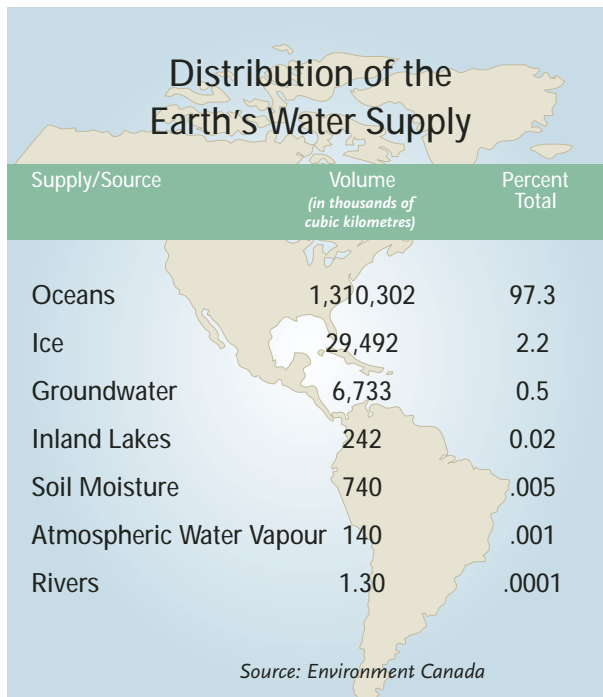 Distribution of the
Earth's Water Supply
Supply/Source Volume Percent
(in thousands of Total
cubic kilometres)
Oceans 1,310,302 97.3
Ice 29,492 2.2
Groundwater 6,733 0.5
Inland Lakes 242 0.02
Soil Moisture 740 .005
Atmospheric Water Vapour 140 .001
Rivers 1.30 .0001
Source: Environment Canada